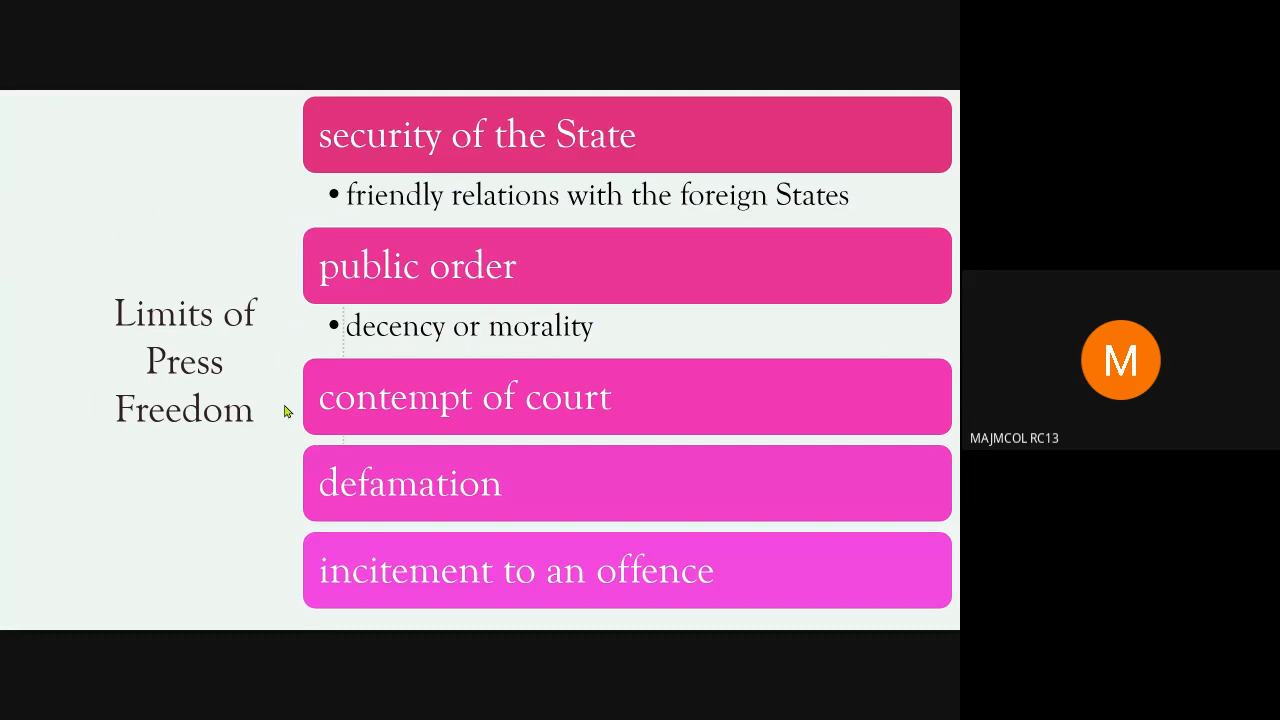 Limits of
Press
Freedom
security of the State
• friendly relations with the foreign States
public order
• decency or morality
contempt of court
defamation
incitement to an offence
M
MAJMCOL RC13